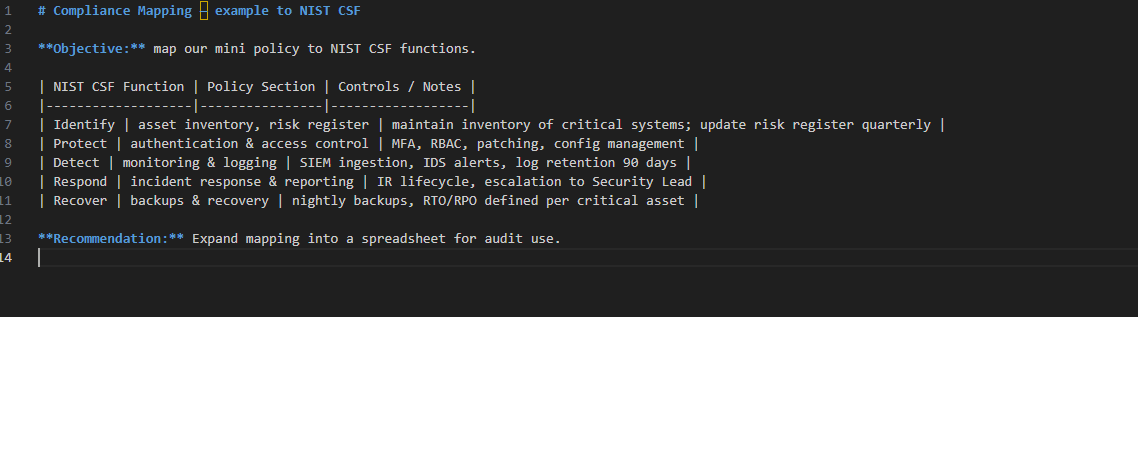 1 # Compliance Mapping – example to NIST CSF
2
3 **Objective:** map our mini policy to NIST CSF functions.
4
5 | NIST CSF Function | Policy Section | Controls / Notes |
6 |-------------------|----------------|------------------|
7 | Identify | asset inventory, risk register | maintain inventory of critical systems; update risk register quarterly |
8 | Protect | authentication & access control | MFA, RBAC, patching, config management |
9 | Detect | monitoring & logging | SIEM ingestion, IDS alerts, log retention 90 days |
10 | Respond | incident response & reporting | IR lifecycle, escalation to Security Lead |
11 | Recover | backups & recovery | nightly backups, RTO/RPO defined per critical asset |
12
13 **Recommendation:** Expand mapping into a spreadsheet for audit use.
14